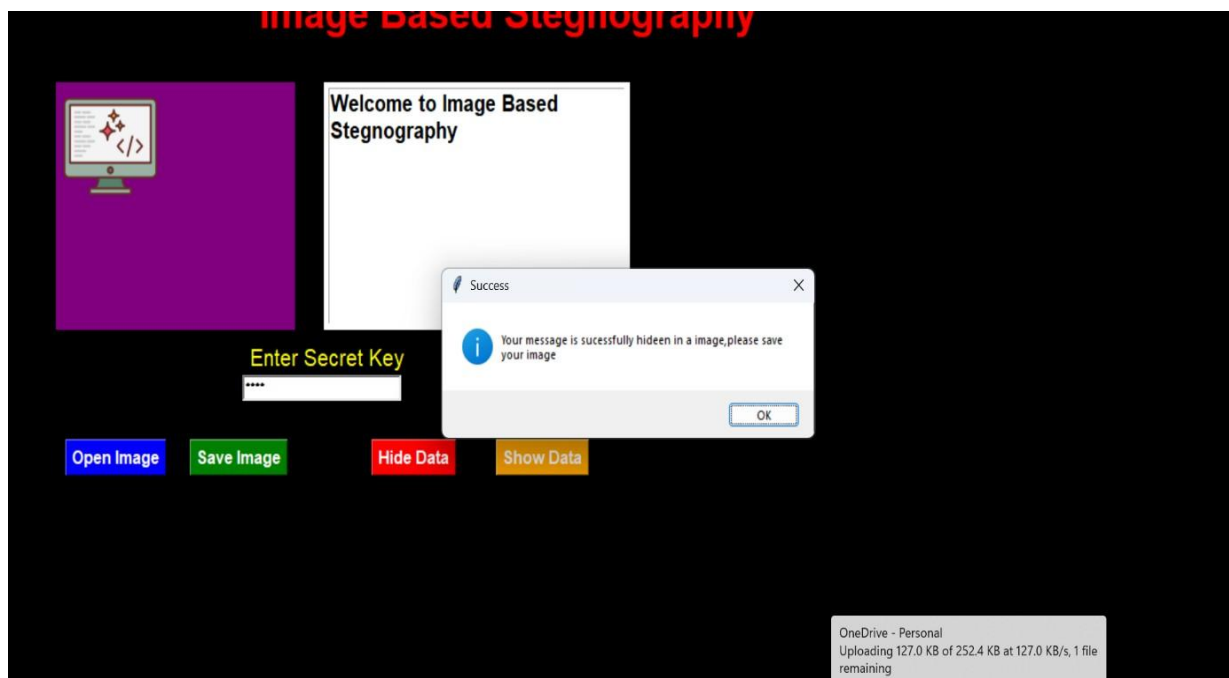 Image Based Stegnography
Welcome to Image Based
Stegnography
Success
Your message is sucessfully hideen in a image,please save
your image
OK
Enter Secret Key
****
Open Image
Save Image
Hide Data
Show Data
OneDrive - Personal
Uploading 127.0 KB of 252.4 KB at 127.0 KB/s, 1 file
remaining